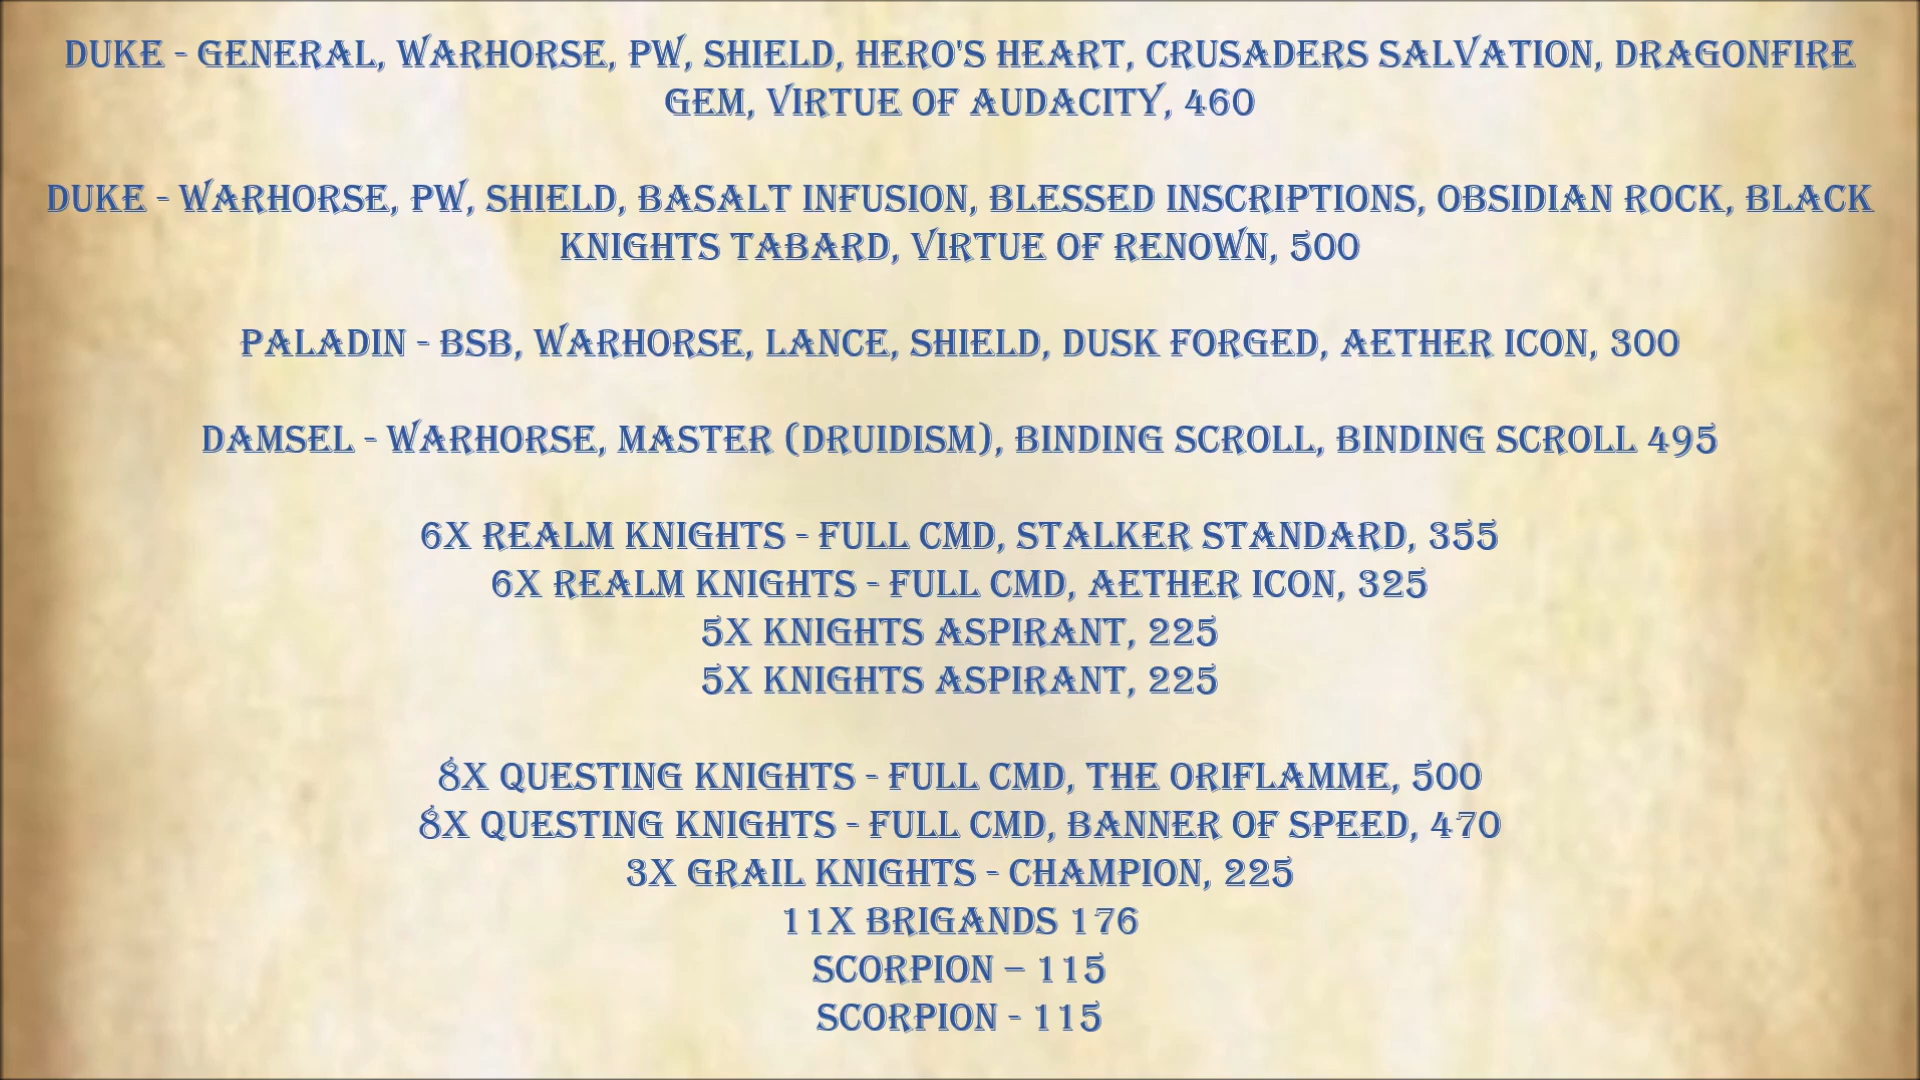 DUKE - GENERAL, WARHORSE, PW, SHIELD, HERO'S HEART, CRUSADERS SALVATION, DRAGONFIRE
GEM, VIRTUE OF AUDACITY, 460
DUKE - WARHORSE, PW, SHIELD, BASALT INFUSION, BLESSED INSCRIPTIONS, OBSIDIAN ROCK, BLACK
KNIGHTS TABARD, VIRTUE OF RENOWN, 500
PALADIN - BSB, WARHORSE, LANCE, SHIELD, DUSK FORGED, AETHER ICON, 300
DAMSEL - WARHORSE, MASTER (DRUIDISM), BINDING SCROLL, BINDING SCROLL 495
6X REALM KNIGHTS - FULL CMD, STALKER STANDARD, 355
6X REALM KNIGHTS - FULL CMD, AETHER ICON, 325
5X KNIGHTS ASPIRANT, 225
5X KNIGHTS ASPIRANT, 225
8X QUESTING KNIGHTS - FULL CMD, THE ORIFLAMME, 500
8X QUESTING KNIGHTS - FULL CMD, BANNER OF SPEED, 470
3X GRAIL KNIGHTS - CHAMPION, 225
11X BRIGANDS 176
SCORPION – 115
SCORPION - 115